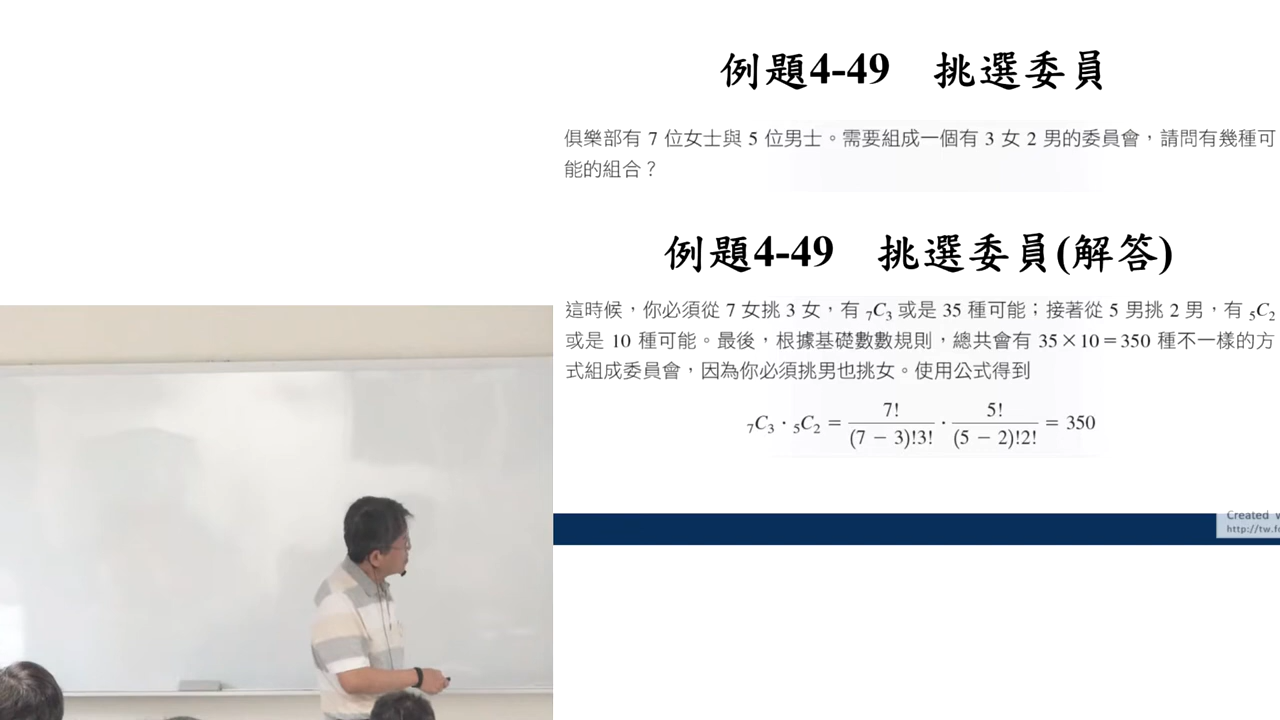 例題4-49 挑選委員
俱樂部有 7 位女士與 5 位男士。需要組成一個有 3 女 2 男的委員會，請問有幾種可
能的組合？
例題4-49 挑選委員(解答)
這時候，你必須從 7 女挑 3 女，有 ₇C₃ 或是 35 種可能；接著從 5 男挑 2 男，有 ₅C₂
或是 10 種可能。最後，根據基礎數數規則，總共會有 35×10＝350 種不一樣的方
式組成委員會，因為你必須挑男也挑女。使用公式得到
₇C₃ · ₅C₂ = 7!/(7 − 3)!3! · 5!/(5 − 2)!2! = 350
Created
http://tw.f